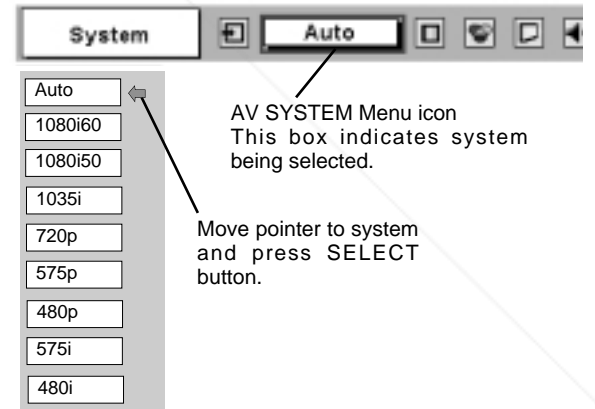 System
Auto
AV SYSTEM Menu icon
This box indicates system
being selected.
Auto
1080i60
1080i50
1035i
720p
575p
480p
575i
480i
Move pointer to system
and press SELECT
button.